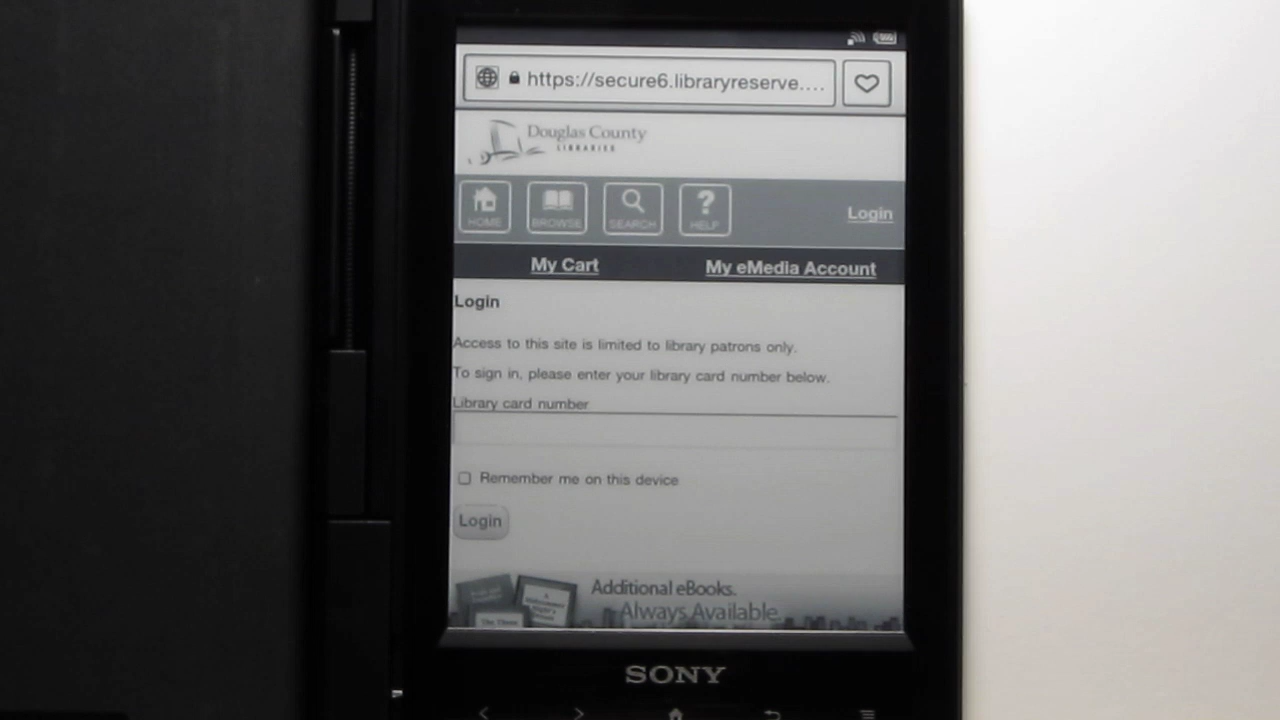 https://secure6.libraryreserve....
Douglas County
LIBRARIES
HOME
BROWSE
SEARCH
HELP
Login
My Cart
My eMedia Account
Login
Access to this site is limited to library patrons only.
To sign in, please enter your library card number below.
Library card number
Remember me on this device
Login
Additional eBooks.
Always Available.
SONY